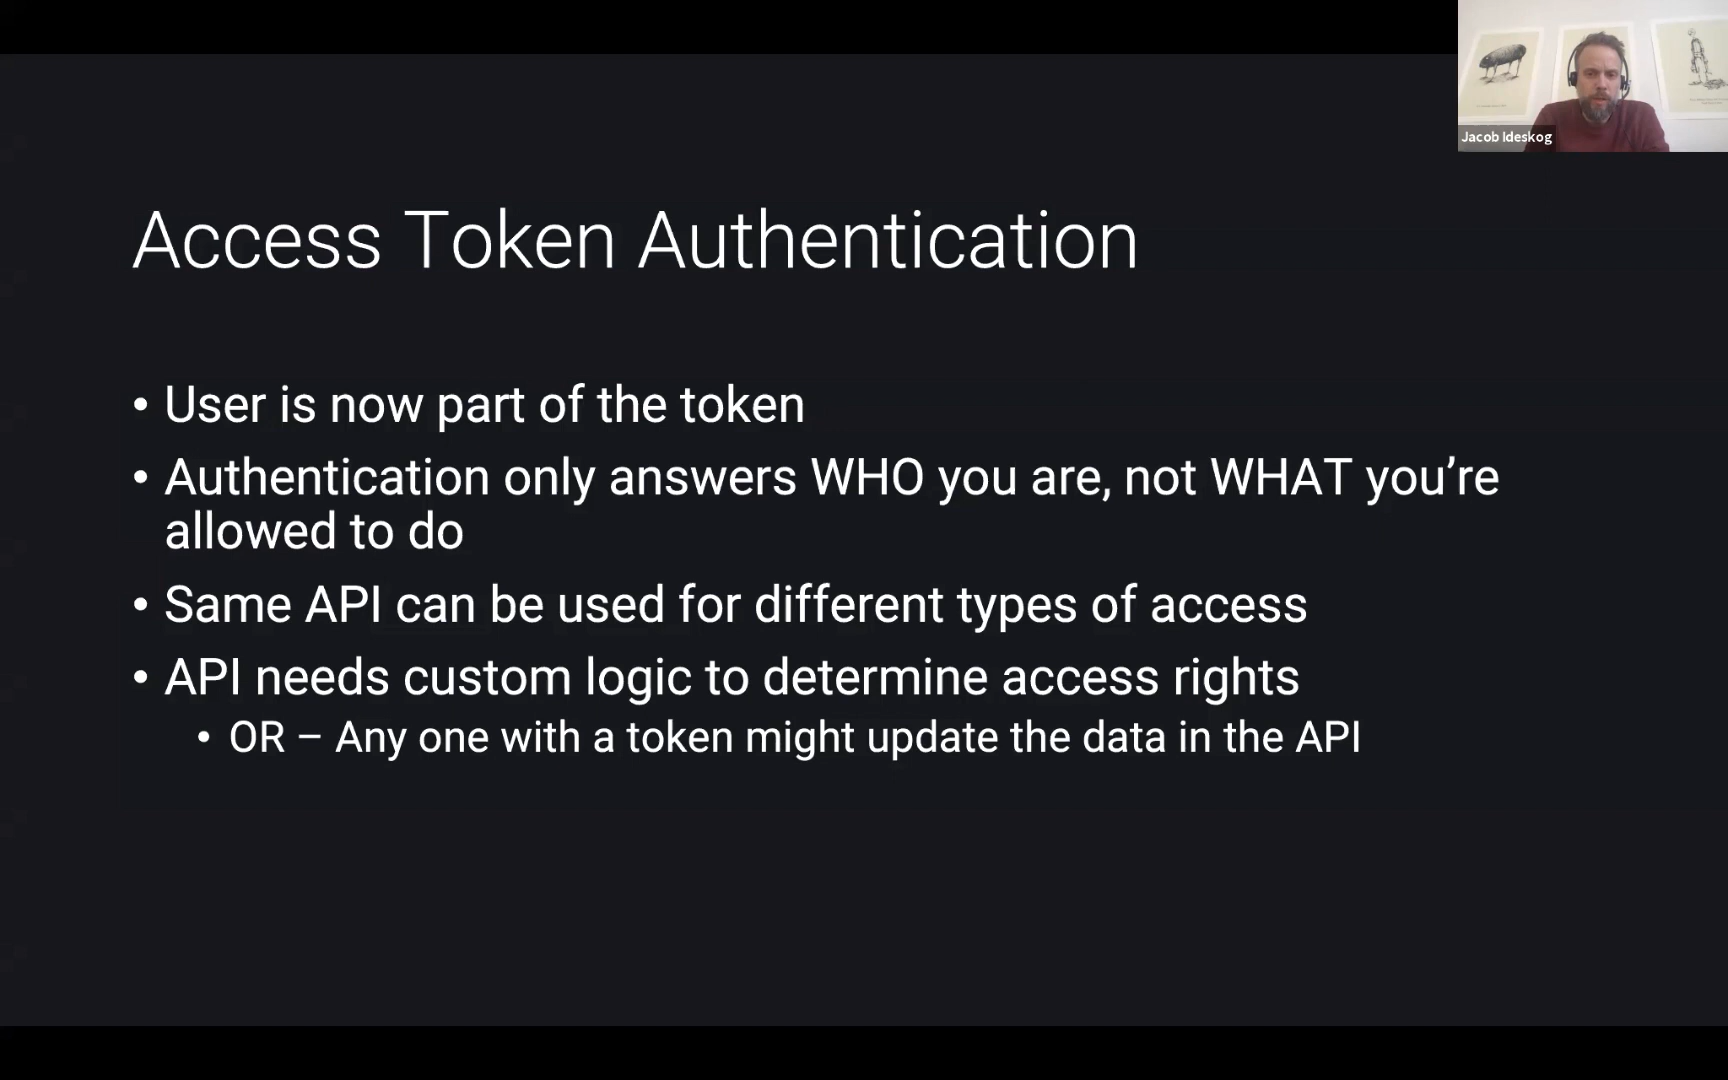 Jacob Ideskog
Access Token Authentication
• User is now part of the token
• Authentication only answers WHO you are, not WHAT you’re
allowed to do
• Same API can be used for different types of access
• API needs custom logic to determine access rights
• OR – Any one with a token might update the data in the API